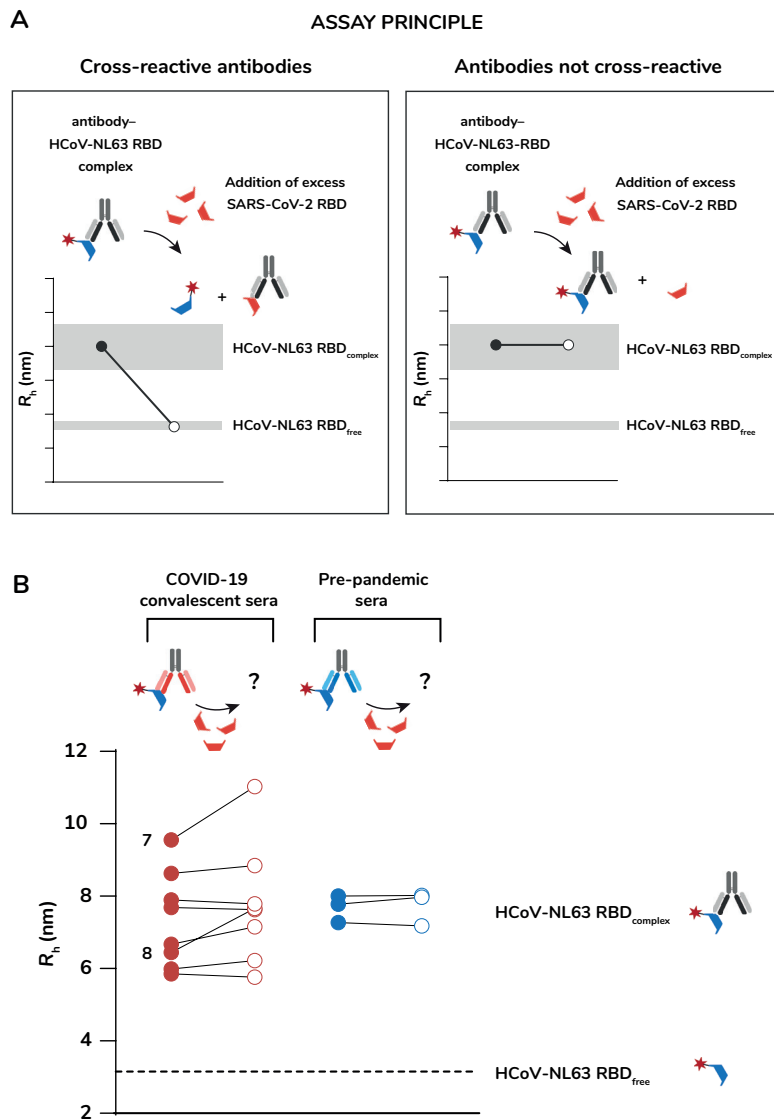 A
ASSAY PRINCIPLE
Cross-reactive antibodies
antibody–
HCoV-NL63 RBD
complex
Addition of excess
SARS-CoV-2 RBD
+
HCoV-NL63 RBDcomplex
HCoV-NL63 RBDfree
Rh (nm)
Antibodies not cross-reactive
antibody–
HCoV-NL63-RBD
complex
Addition of excess
SARS-CoV-2 RBD
+
HCoV-NL63 RBDcomplex
HCoV-NL63 RBDfree
Rh (nm)
B
COVID-19
convalescent sera
Pre-pandemic
sera
?
?
12
10
8
6
4
2
Rh (nm)
7
8
HCoV-NL63 RBDcomplex
HCoV-NL63 RBDfree